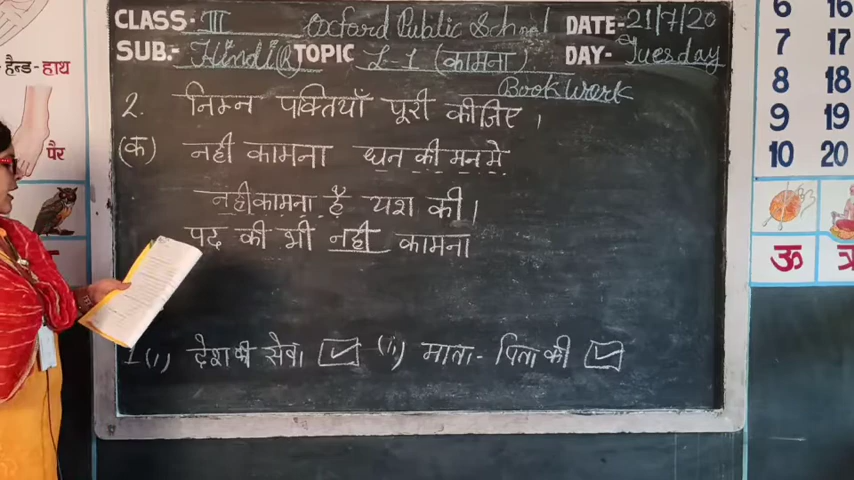 CLASS:- III Oxford Public School DATE-21/7/20
SUB.- Hindi TOPIC L-1 (कामना) DAY- Tuesday
Book Work
2. निम्न पक्तियाँ पूरी कीजिए ।
(क) नही कामना धन की मन मे
नही कामना है यश की।
पद की भी नही कामना
1(i) देश की सेवा ☑ (ii) माता - पिता की ☑
हैन्ड-हाथ
पैर
6 16
7 17
8 18
9 19
10 20
ऊ